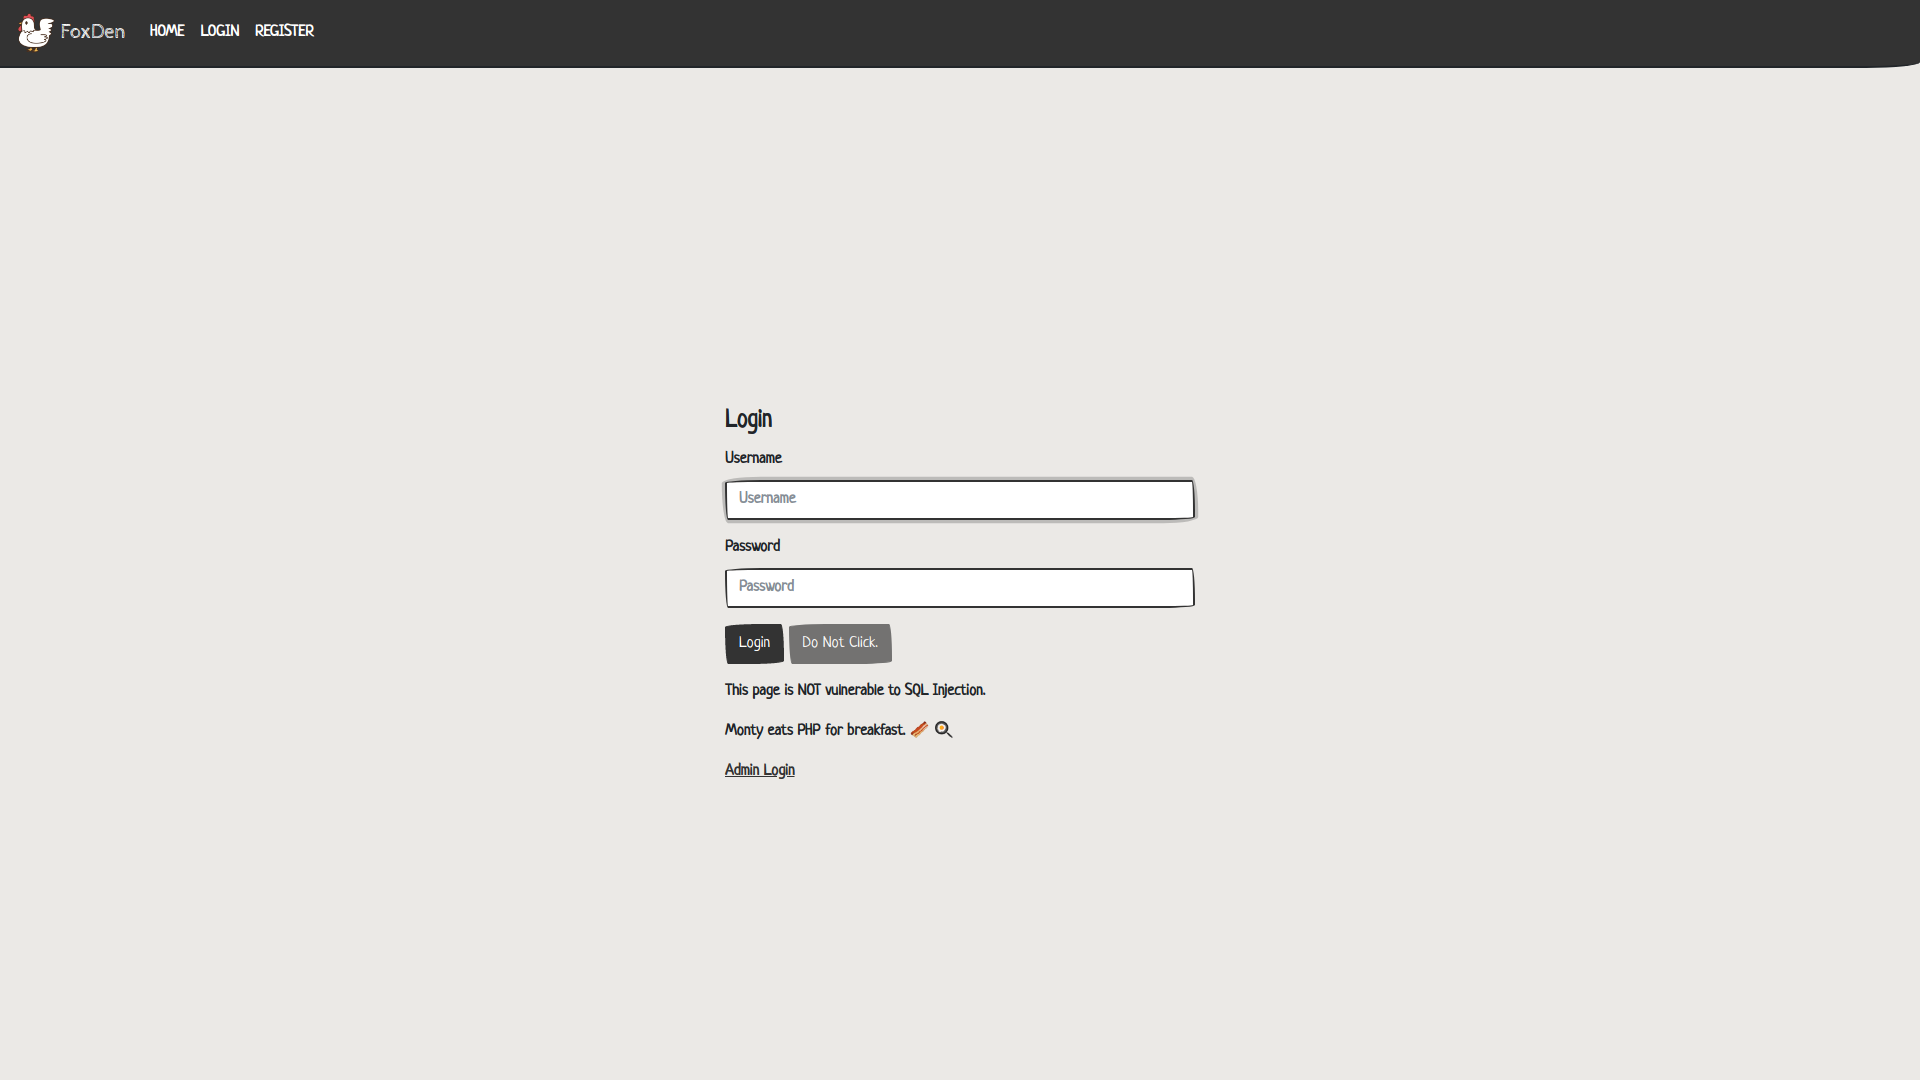 FoxDen HOME LOGIN REGISTER
Login
Username
Username
Password
Password
Login Do Not Click.
This page is NOT vulnerable to SQL Injection.
Monty eats PHP for breakfast. 🥓 🍳
Admin Login